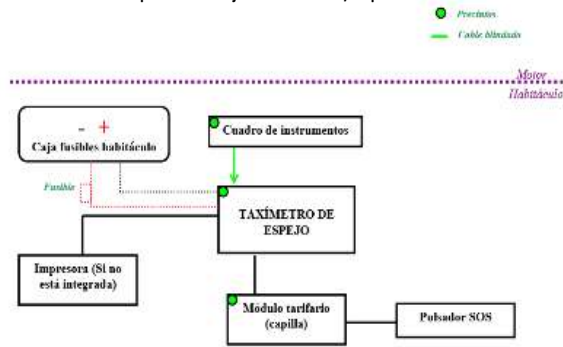 Precintos
Cable blindado
Motor
Habitáculo
- +
Caja fusibles habitáculo
Cuadro de instrumentos
Fusible
TAXÍMETRO DE
ESPEJO
Impresora (Si no
está integrada)
Módulo tarifario
(capilla)
Pulsador SOS